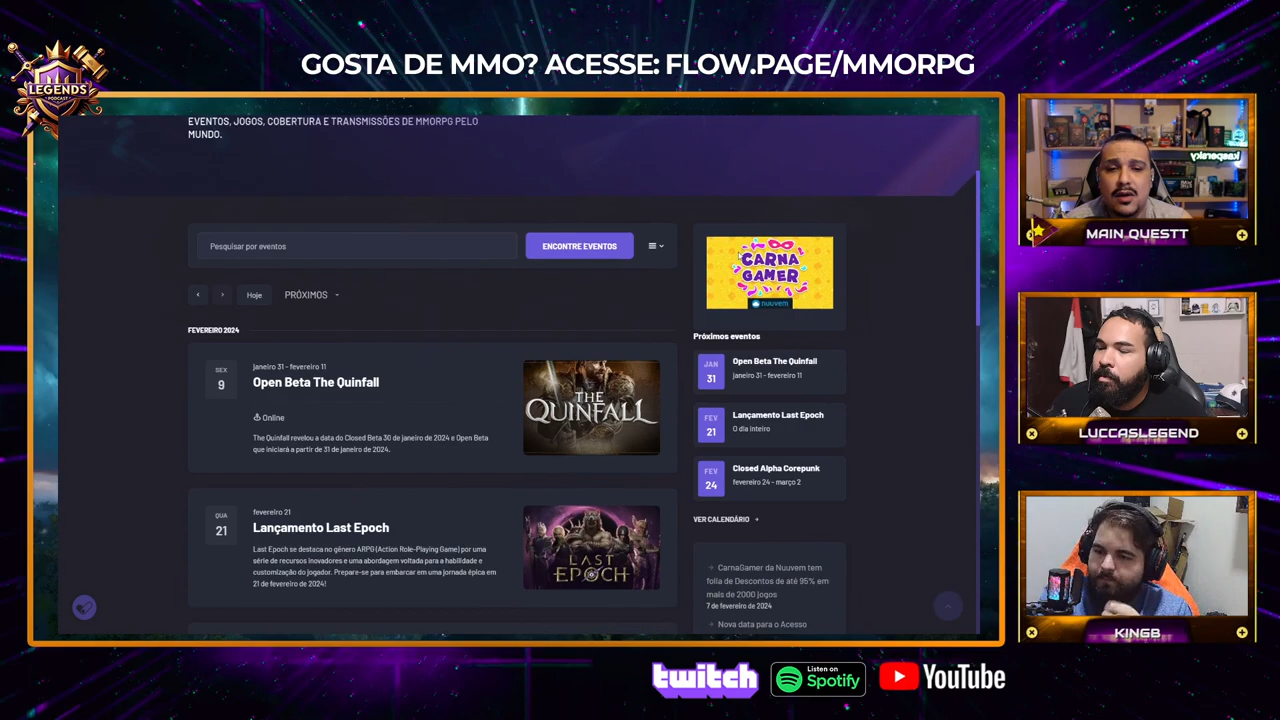 GOSTA DE MMO? ACESSE: FLOW.PAGE/MMORPG
LEGENDS
PODCAST
EVENTOS, JOGOS, COBERTURA E TRANSMISSÕES DE MMORPG PELO
MUNDO.
Pesquisar por eventos
ENCONTRE EVENTOS
Hoje
PRÓXIMOS
FEVEREIRO 2024
SEX
9
janeiro 31 - fevereiro 11
Open Beta The Quinfall
Online
The Quinfall revelou a data do Closed Beta 30 de janeiro de 2024 e Open Beta
que iniciará a partir de 31 de janeiro de 2024.
THE
QUINFALL
QUA
21
fevereiro 21
Lançamento Last Epoch
Last Epoch se destaca no gênero ARPG (Action Role-Playing Game) por uma
série de recursos inovadores e uma abordagem voltada para a habilidade e
customização do jogador. Prepare-se para embarcar em uma jornada épica em
21 de fevereiro de 2024!
LAST
EPOCH
CARNA
GAMER
nuuvem
Próximos eventos
JAN
31
Open Beta The Quinfall
janeiro 31 - fevereiro 11
FEV
21
Lançamento Last Epoch
O dia inteiro
FEV
24
Closed Alpha Corepunk
fevereiro 24 - março 2
VER CALENDÁRIO
CarnaGamer da Nuuvem tem
folia de Descontos de até 95% em
mais de 2000 jogos
7 de fevereiro de 2024
Nova data para o Acesso
kaspersky
MAIN QUESTT
LUCCASLEGEND
KINGB
twitch
Listen on
Spotify
YouTube